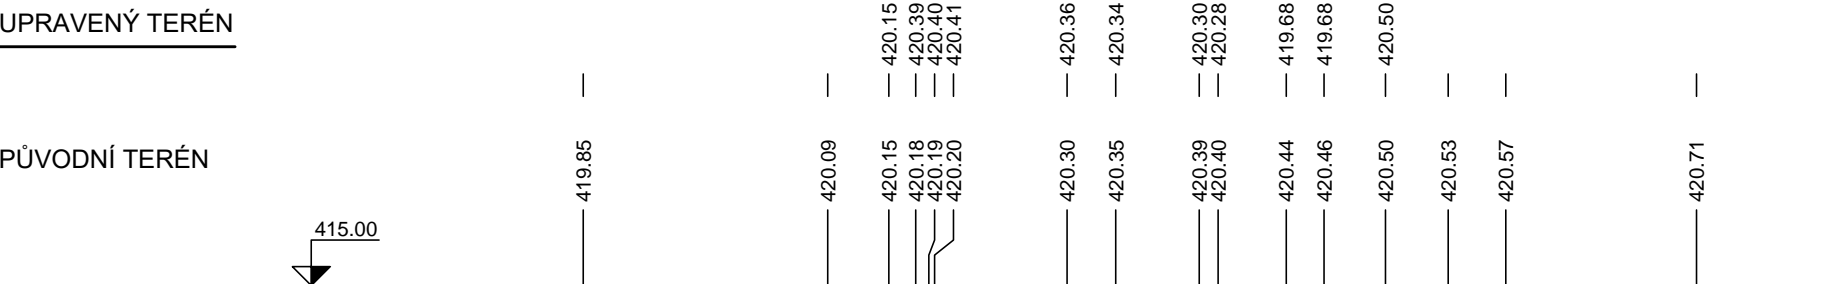 UPRAVENÝ TERÉN
420.15 420.39 420.40 420.41 420.36 420.34 420.30 420.28 419.68 419.68 420.50
PŮVODNÍ TERÉN
419.85 420.09 420.15 420.18 420.19 420.20 420.30 420.35 420.39 420.40 420.44 420.46 420.50 420.53 420.57 420.71
415.00